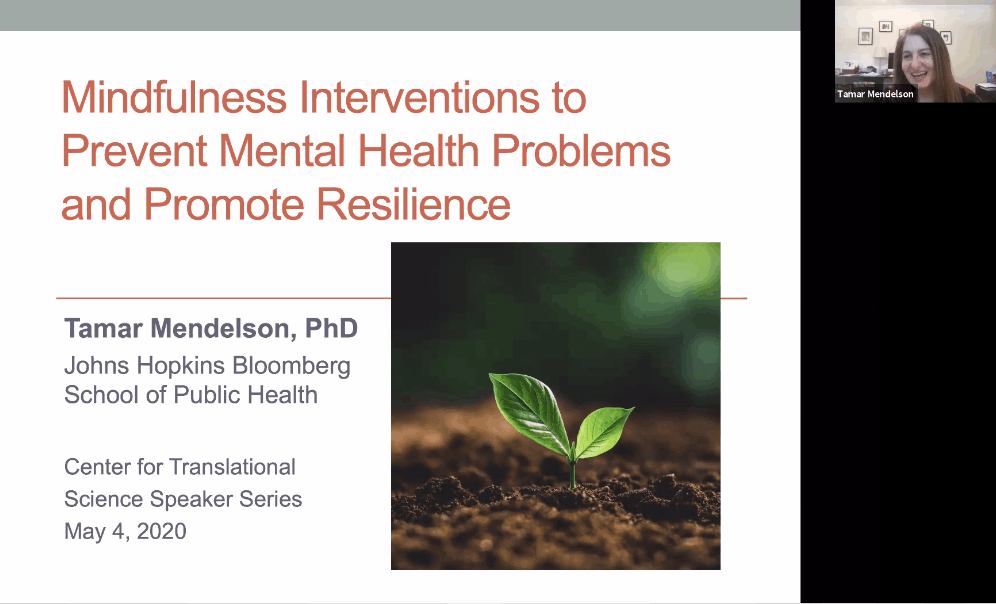 Mindfulness Interventions to
Prevent Mental Health Problems
and Promote Resilience
Tamar Mendelson, PhD
Johns Hopkins Bloomberg
School of Public Health
Center for Translational
Science Speaker Series
May 4, 2020
Tamar Mendelson